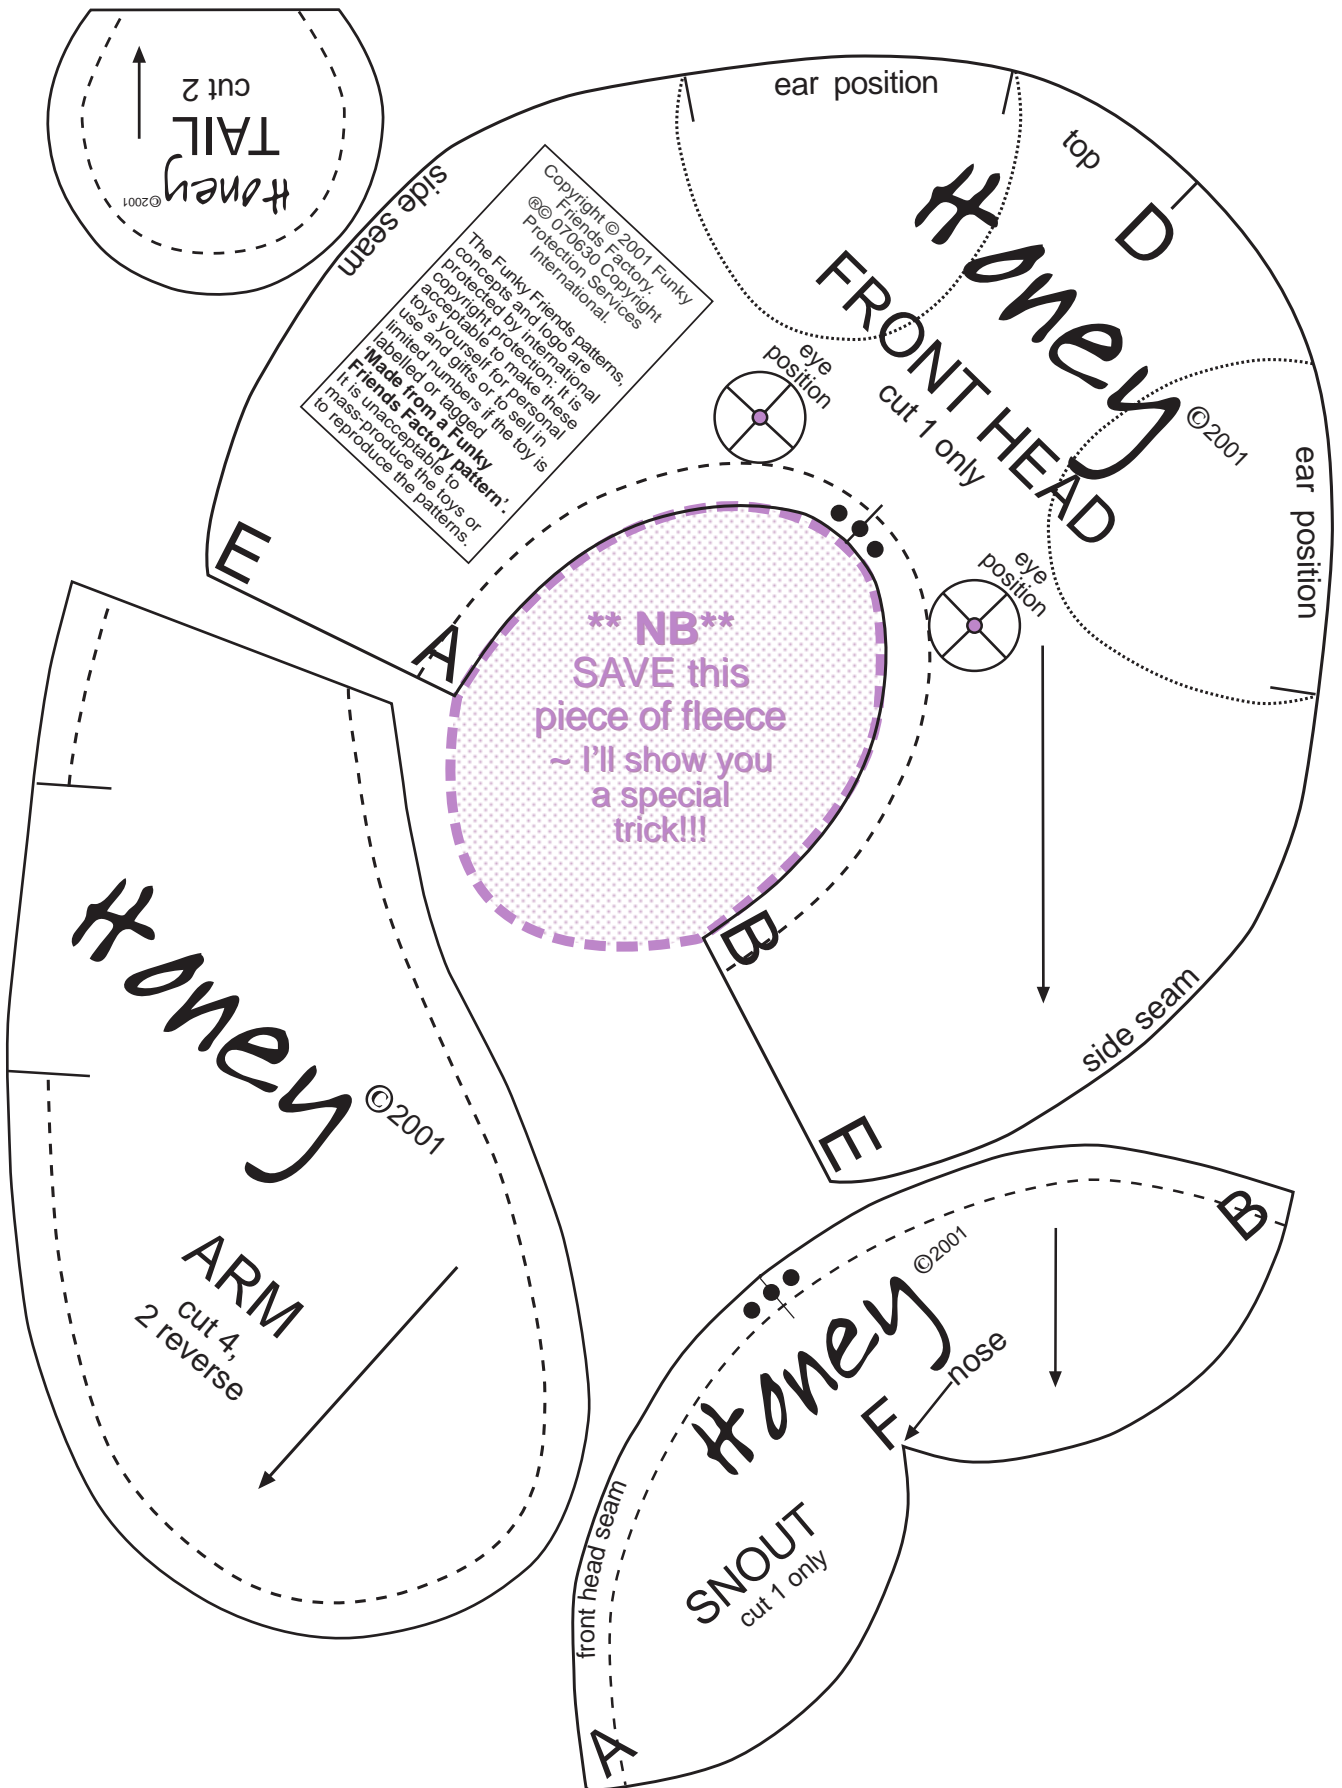 Honey
©2001
TAIL
cut 2
side seam
ear position
top
D
Honey
©2001
FRONT HEAD
cut 1 only
Copyright © 2001 Funky
Friends Factory.
®© 070630 Copyright
Protection Services
International.
The Funky Friends patterns,
concepts and logo are
protected by international
copyright protection: It is
acceptable to make these
toys yourself for personal
use and gifts or to sell in
limited numbers if the toy is
labelled or tagged
'Made from a Funky
Friends Factory pattern'.
It is unacceptable to
mass-produce the toys or
to reproduce the patterns.
eye
position
ear position
eye
position
E
A
** NB**
SAVE this
piece of fleece
~ I'll show you
a special
trick!!!
B
E
side seam
Honey
©2001
ARM
cut 4,
2 reverse
B
Honey
©2001
nose
F
SNOUT
cut 1 only
front head seam
A